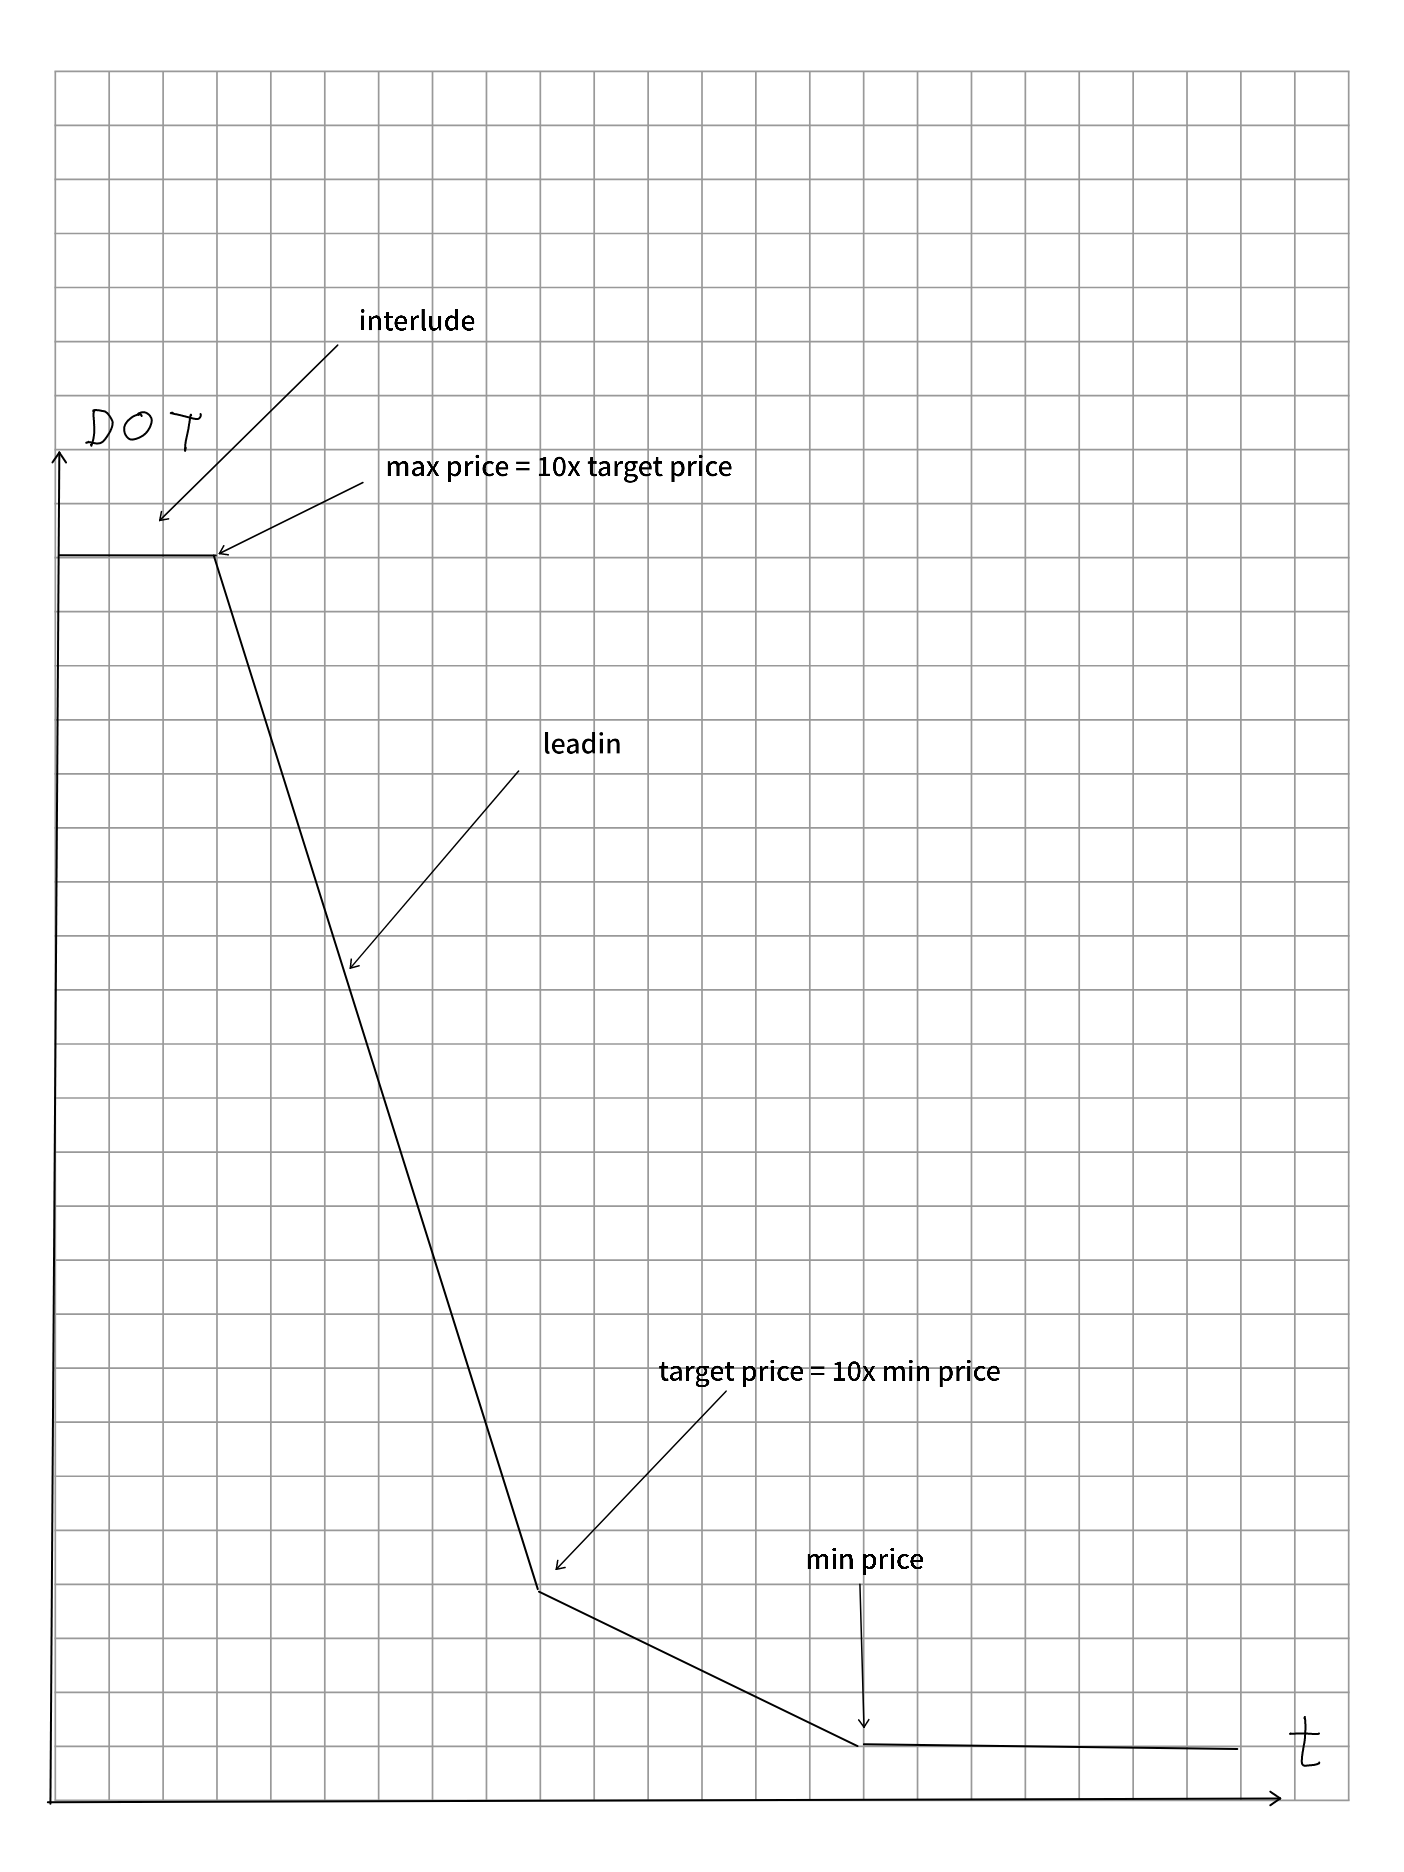 interlude
DOT
max price = 10x target price
leadin
target price = 10x min price
min price
t